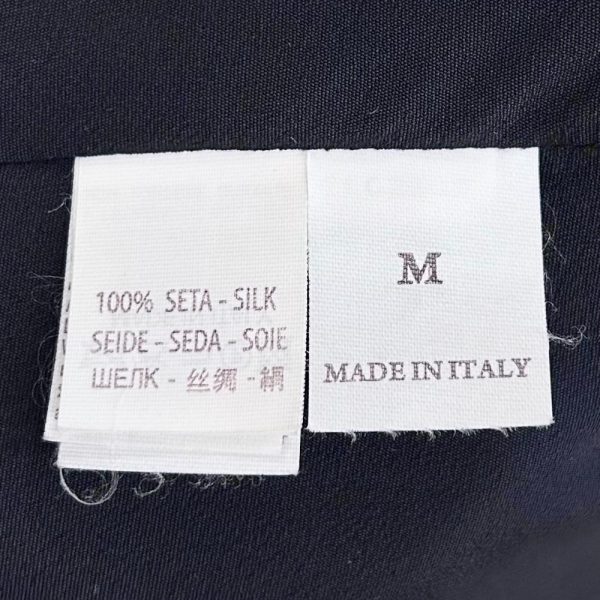 100% SETA - SILK
SEIDE - SEDA - SOIE
ШЕЛК - 丝绸 - 絹
M
MADE IN ITALY